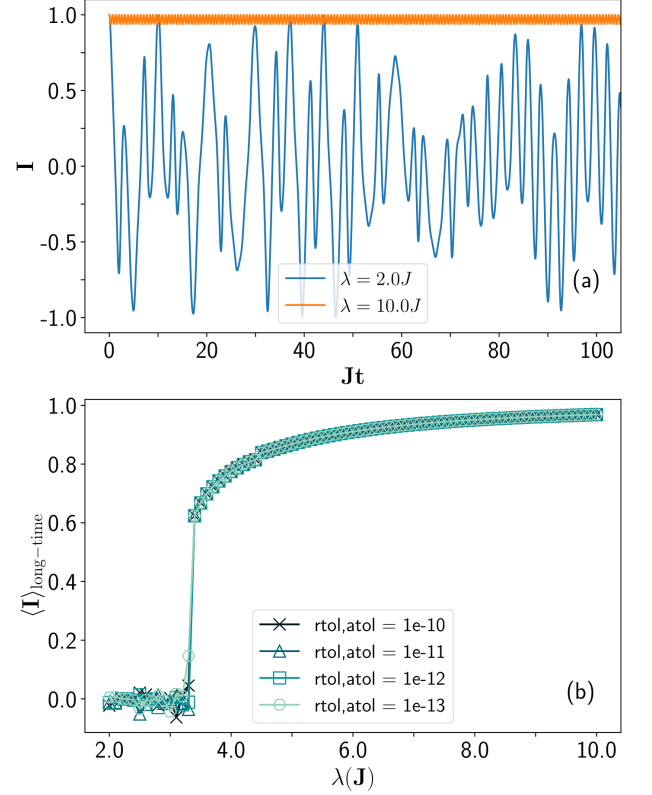 1.0
0.5
0.0
-0.5
-1.0
I
λ = 2.0J
λ = 10.0J
(a)
0 20 40 60 80 100
Jt
1.0
0.8
0.6
0.4
0.2
0.0
⟨I⟩long−time
rtol,atol = 1e-10
rtol,atol = 1e-11
rtol,atol = 1e-12
rtol,atol = 1e-13
(b)
2.0 4.0 6.0 8.0 10.0
λ(J)